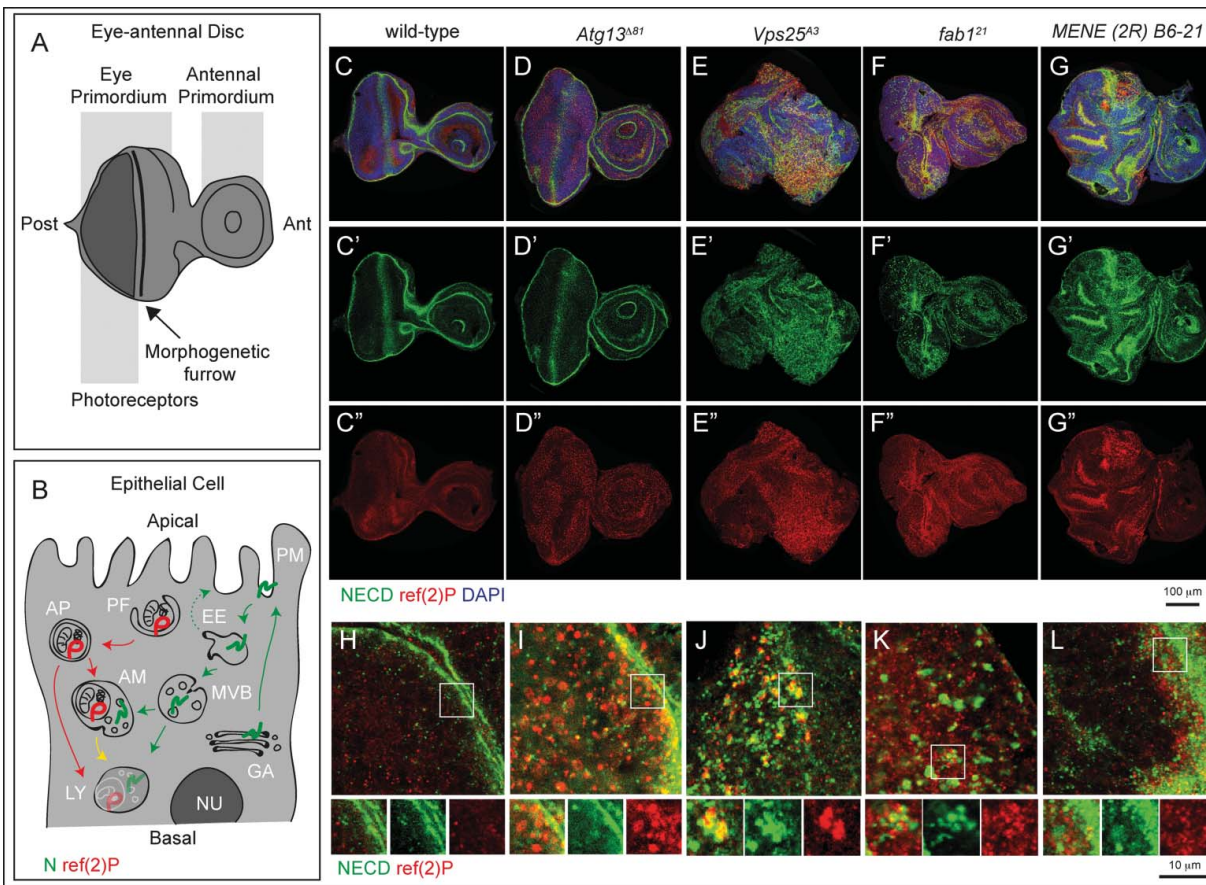 A
Eye-antennal Disc
Eye
Primordium
Antennal
Primordium
Post
Ant
Morphogenetic
furrow
Photoreceptors
B
Epithelial Cell
Apical
PM
AP
PF
EE
AM
MVB
GA
LY
NU
Basal
N ref(2)P
wild-type
Atg13Δ81
Vps25A3
fab121
MENE (2R) B6-21
C
D
E
F
G
C'
D'
E'
F'
G'
C"
D"
E"
F"
G"
NECD ref(2)P DAPI
100 µm
H
I
J
K
L
NECD ref(2)P
10 µm